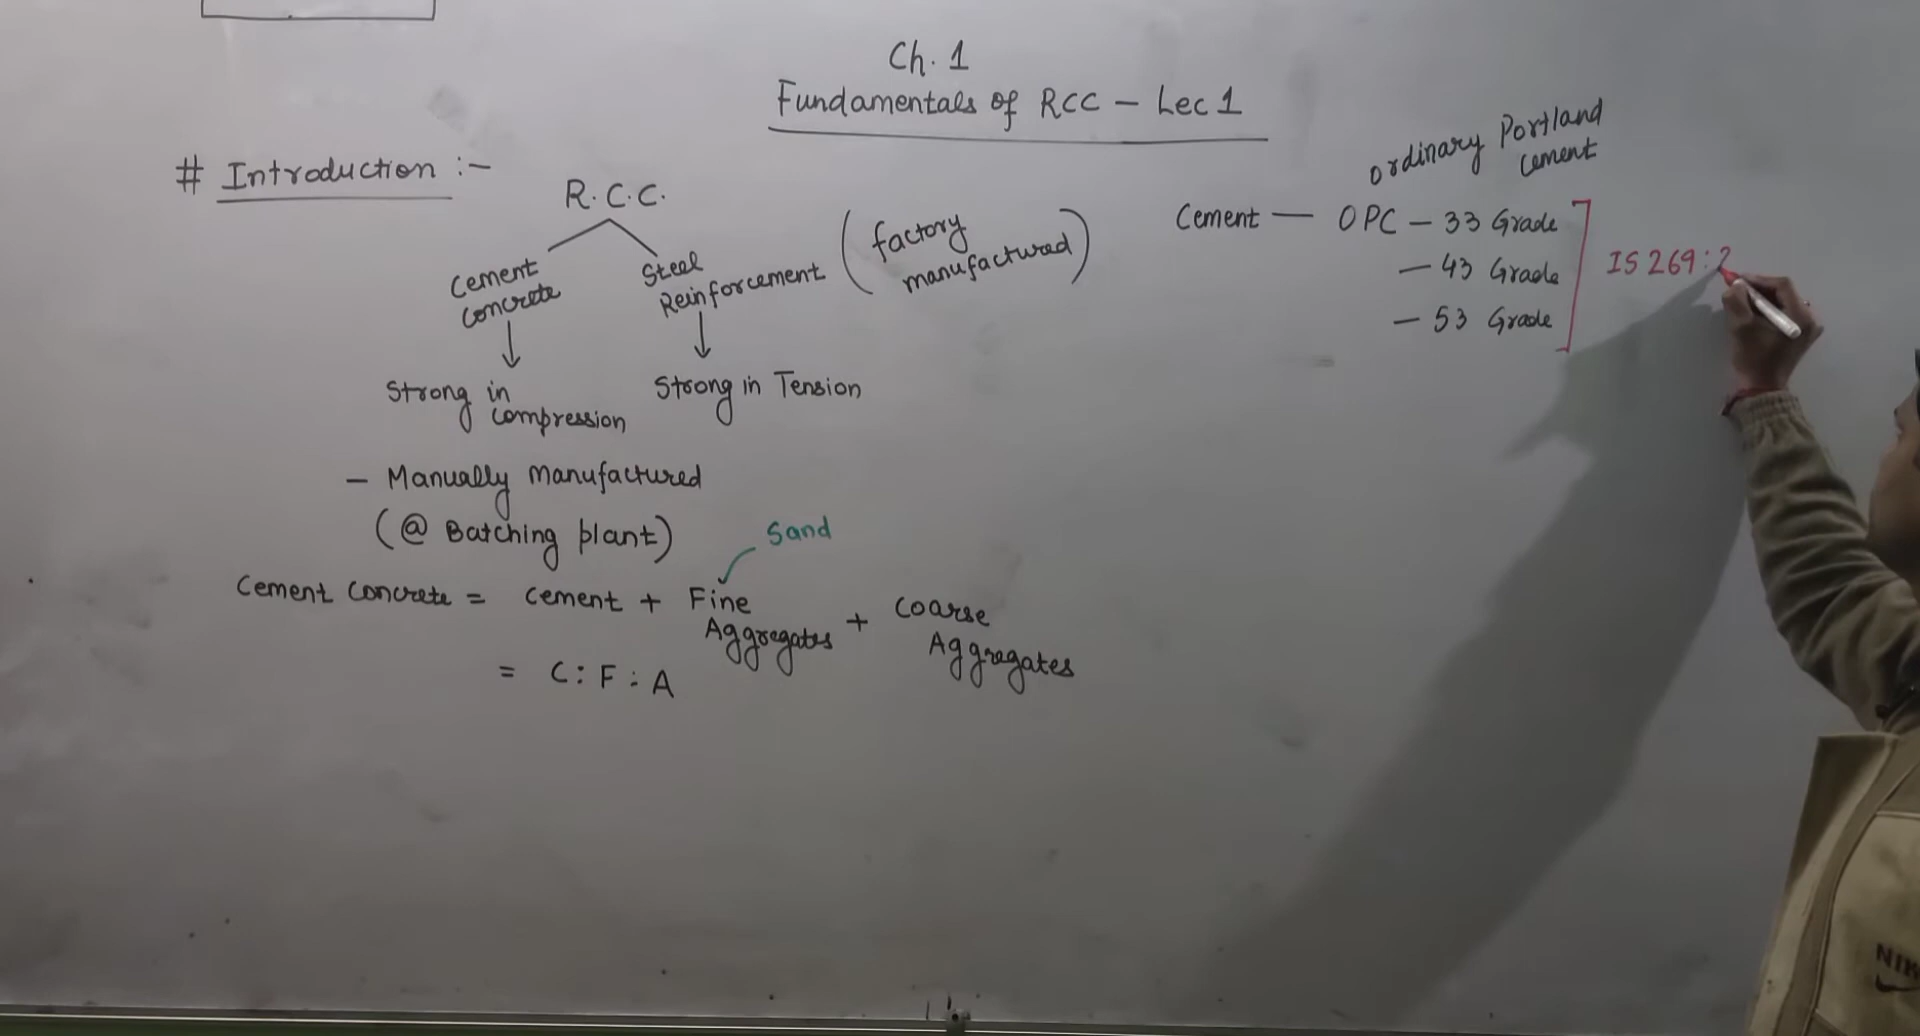 Ch. 1
Fundamentals of RCC - Lec 1
# Introduction :-
R.C.C.
Cement
Concrete
Steel
Reinforcement
(factory
manufactured)
Strong in
compression
Strong in Tension
- Manually manufactured
(@ Batching plant)
Sand
Cement Concrete = Cement + Fine
Aggregates + Coarse
Aggregates
= C : F : A
Ordinary Portland
Cement
Cement - OPC - 33 Grade
- 43 Grade
- 53 Grade
IS 269 : 2